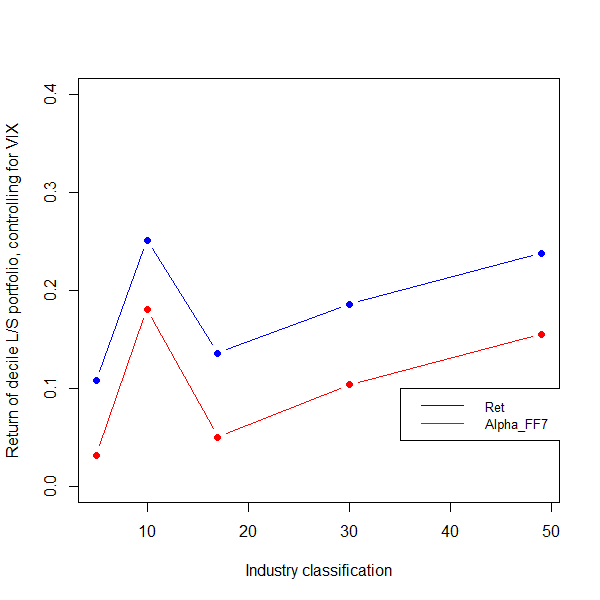 Return of decile L/S portfolio, controlling for VIX
0.4
0.3
0.2
0.1
0.0
Ret
Alpha_FF7
10 20 30 40 50
Industry classification